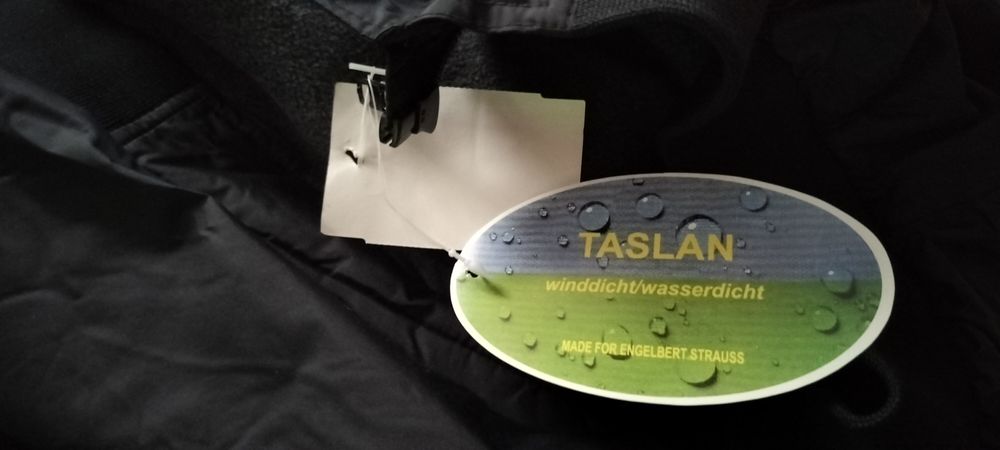 TASLAN
winddicht/wasserdicht
MADE FOR ENGELBERT STRAUSS